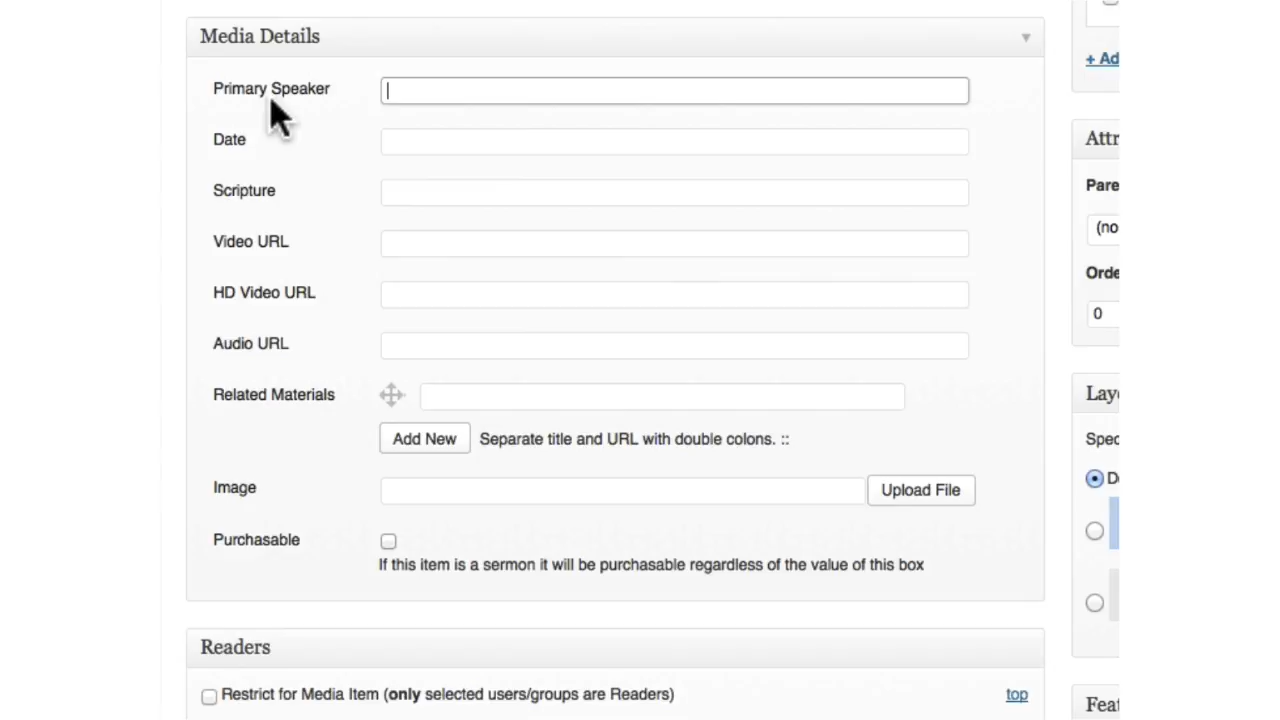 Media Details
Primary Speaker
Date
Scripture
Video URL
HD Video URL
Audio URL
Related Materials
Add New Separate title and URL with double colons. ::
Image Upload File
Purchasable
If this item is a sermon it will be purchasable regardless of the value of this box
Readers
Restrict for Media Item (only selected users/groups are Readers) top
+ Ad
Attr
Pare
(no
Orde
0
Lay
Spec
D
Feat